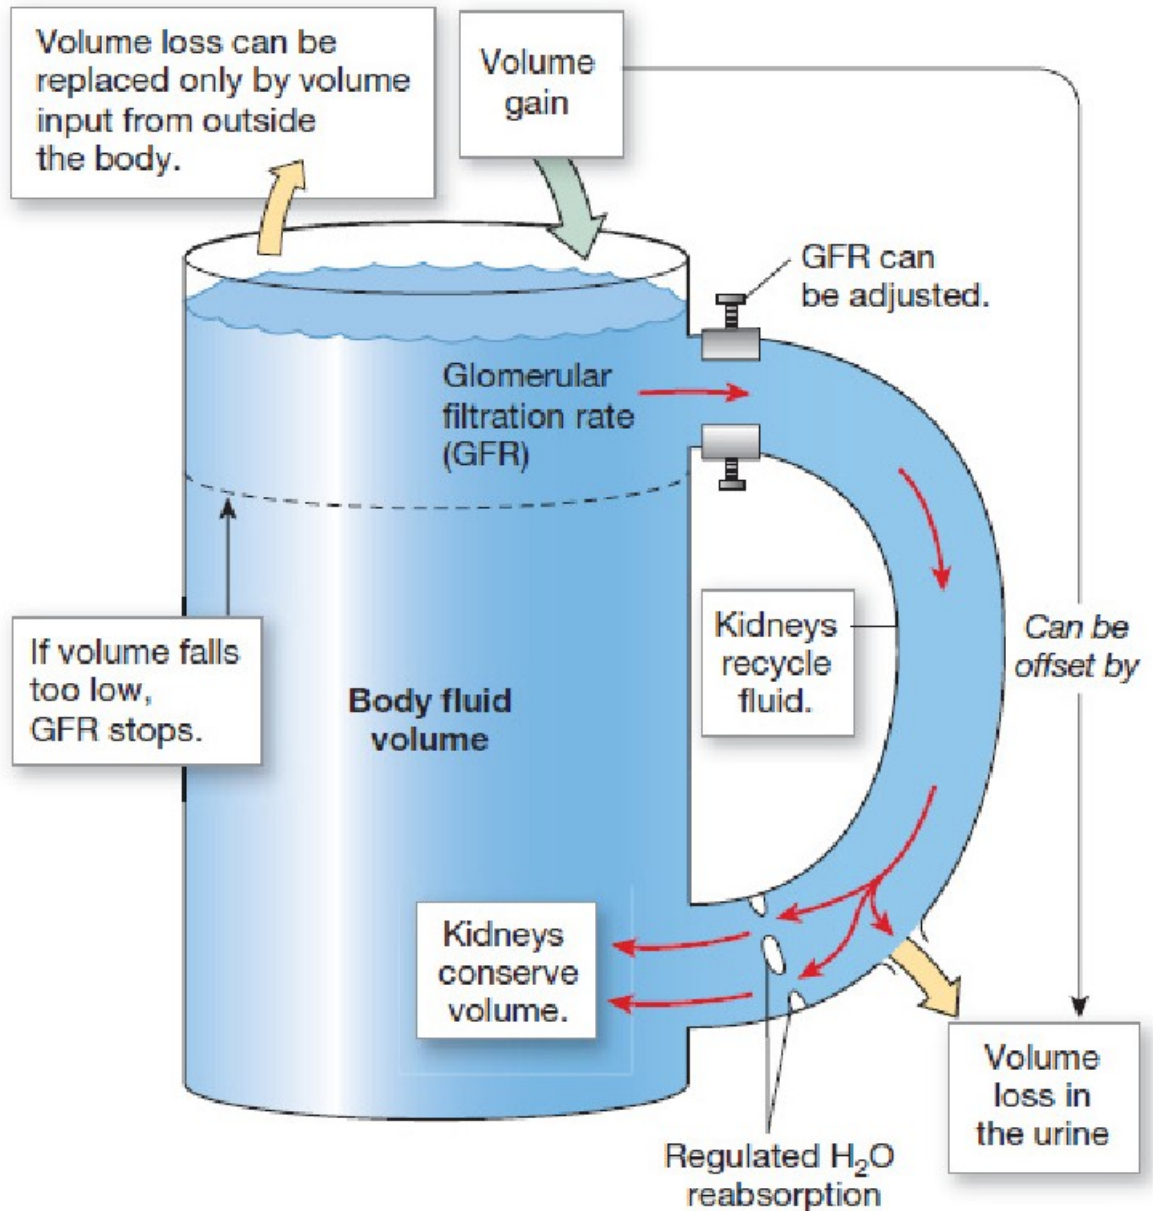 Volume loss can be
replaced only by volume
input from outside
the body.
Volume
gain
GFR can
be adjusted.
Glomerular
filtration rate
(GFR)
If volume falls
too low,
GFR stops.
Body fluid
volume
Kidneys
recycle
fluid.
Can be
offset by
Kidneys
conserve
volume.
Volume
loss in
the urine
Regulated H₂O
reabsorption